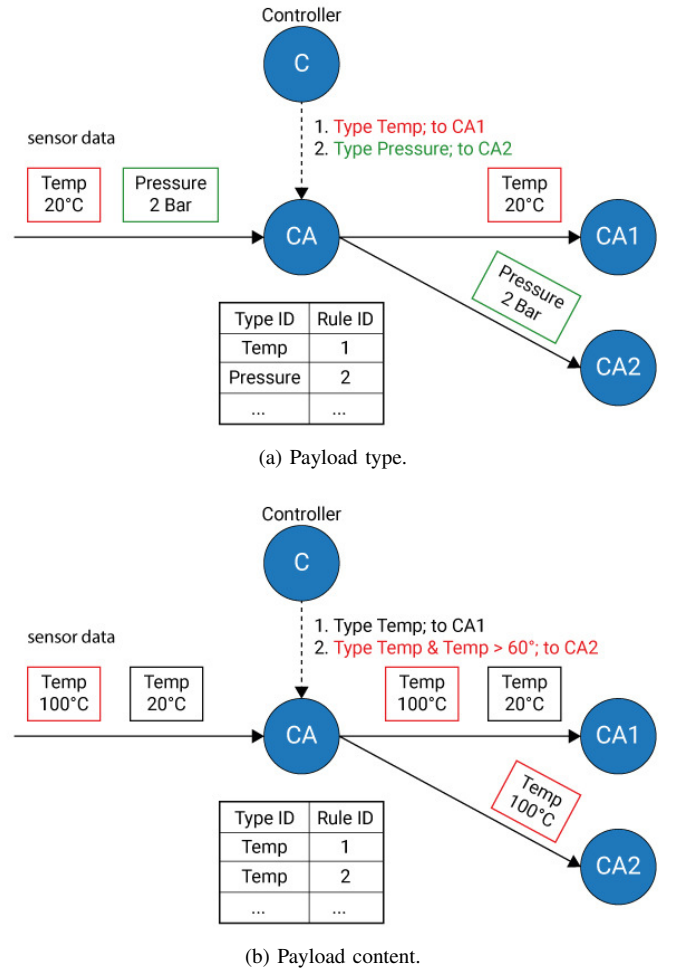 Controller
C
1. Type Temp; to CA1
2. Type Pressure; to CA2
sensor data
Temp
20°C
Pressure
2 Bar
Temp
20°C
CA
CA1
Pressure
2 Bar
CA2
Type ID Rule ID
Temp 1
Pressure 2
... ...
(a) Payload type.
Controller
C
1. Type Temp; to CA1
2. Type Temp & Temp > 60°; to CA2
sensor data
Temp
100°C
Temp
20°C
Temp
100°C
Temp
20°C
CA
CA1
Temp
100°C
CA2
Type ID Rule ID
Temp 1
Temp 2
... ...
(b) Payload content.